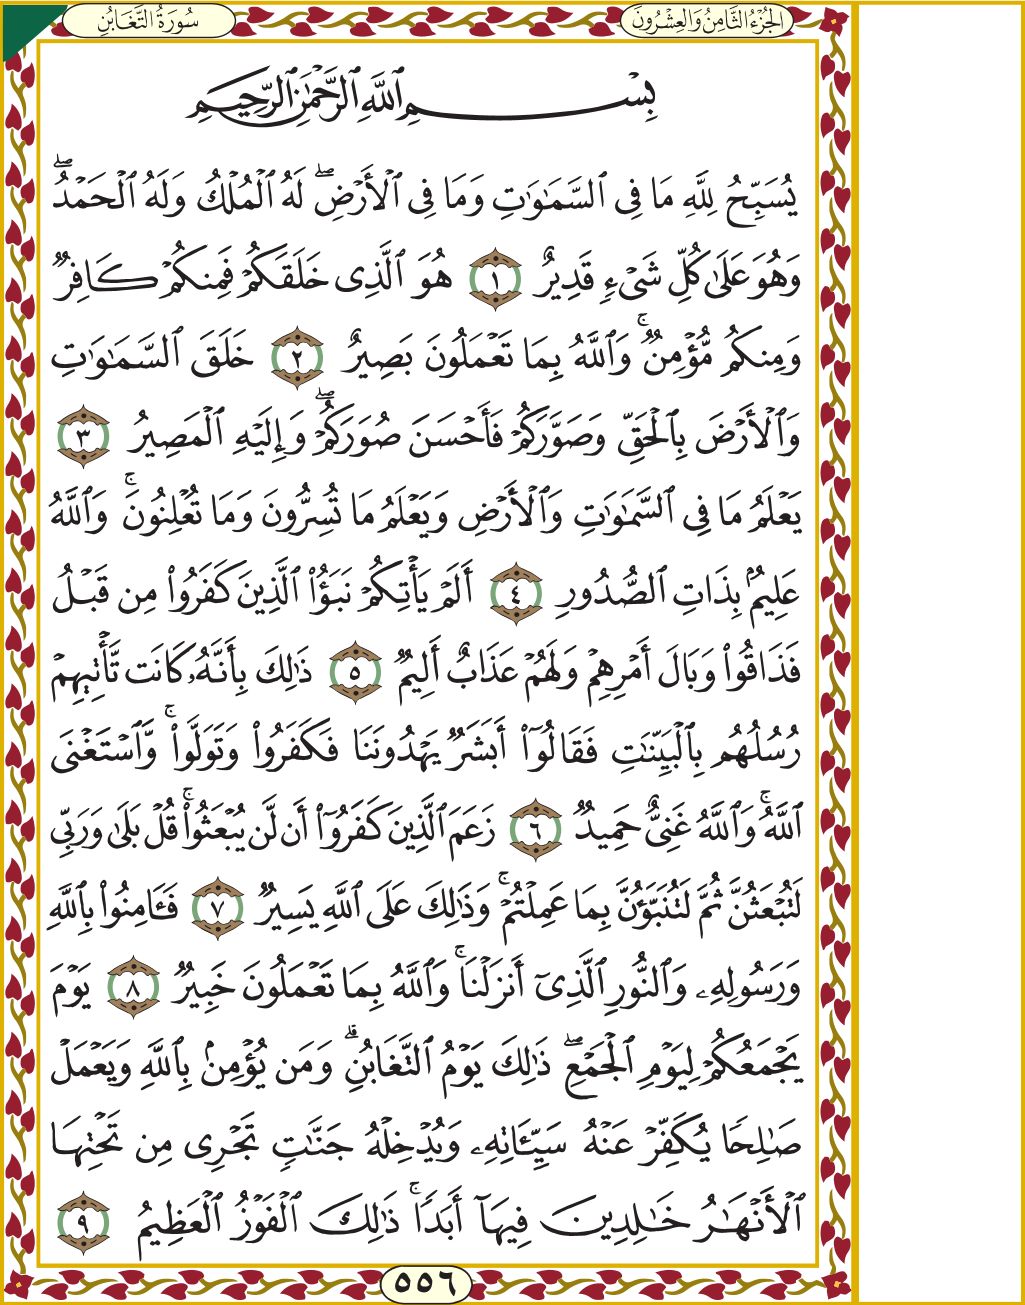 الجُزْءُ الثَّامِنُ وَالعِشْرُونَ
سُورَةُ التَّغَابُنِ
بِسْمِ ٱللَّهِ ٱلرَّحْمَٰنِ ٱلرَّحِيمِ
يُسَبِّحُ لِلَّهِ مَا فِى ٱلسَّمَٰوَٰتِ وَمَا فِى ٱلْأَرْضِۖ لَهُ ٱلْمُلْكُ وَلَهُ ٱلْحَمْدُۖ
وَهُوَ عَلَىٰ كُلِّ شَىْءٍ قَدِيرٌ ١ هُوَ ٱلَّذِى خَلَقَكُمْ فَمِنكُمْ كَافِرٌ
وَمِنكُم مُّؤْمِنٌۚ وَٱللَّهُ بِمَا تَعْمَلُونَ بَصِيرٌ ٢ خَلَقَ ٱلسَّمَٰوَٰتِ
وَٱلْأَرْضَ بِٱلْحَقِّ وَصَوَّرَكُمْ فَأَحْسَنَ صُوَرَكُمْۖ وَإِلَيْهِ ٱلْمَصِيرُ ٣
يَعْلَمُ مَا فِى ٱلسَّمَٰوَٰتِ وَٱلْأَرْضِ وَيَعْلَمُ مَا تُسِرُّونَ وَمَا تُعْلِنُونَۚ وَٱللَّهُ
عَلِيمٌۢ بِذَاتِ ٱلصُّدُورِ ٤ أَلَمْ يَأْتِكُمْ نَبَؤُا۟ ٱلَّذِينَ كَفَرُوا۟ مِن قَبْلُ
فَذَاقُوا۟ وَبَالَ أَمْرِهِمْ وَلَهُمْ عَذَابٌ أَلِيمٌ ٥ ذَٰلِكَ بِأَنَّهُۥ كَانَت تَّأْتِيهِمْ
رُسُلُهُم بِٱلْبَيِّنَٰتِ فَقَالُوٓا۟ أَبَشَرٌ يَهْدُونَنَا فَكَفَرُوا۟ وَتَوَلَّوا۟ۚ وَّٱسْتَغْنَى
ٱللَّهُۚ وَٱللَّهُ غَنِىٌّ حَمِيدٌ ٦ زَعَمَ ٱلَّذِينَ كَفَرُوٓا۟ أَن لَّن يُبْعَثُوا۟ۚ قُلْ بَلَىٰ وَرَبِّى
لَتُبْعَثُنَّ ثُمَّ لَتُنَبَّؤُنَّ بِمَا عَمِلْتُمْۚ وَذَٰلِكَ عَلَى ٱللَّهِ يَسِيرٌ ٧ فَـَٔامِنُوا۟ بِٱللَّهِ
وَرَسُولِهِۦ وَٱلنُّورِ ٱلَّذِىٓ أَنزَلْنَاۚ وَٱللَّهُ بِمَا تَعْمَلُونَ خَبِيرٌ ٨ يَوْمَ
يَجْمَعُكُمْ لِيَوْمِ ٱلْجَمْعِۖ ذَٰلِكَ يَوْمُ ٱلتَّغَابُنِۗ وَمَن يُؤْمِنۢ بِٱللَّهِ وَيَعْمَلْ
صَٰلِحًا يُكَفِّرْ عَنْهُ سَيِّـَٔاتِهِۦ وَيُدْخِلْهُ جَنَّٰتٍ تَجْرِى مِن تَحْتِهَا
ٱلْأَنْهَٰرُ خَٰلِدِينَ فِيهَآ أَبَدًاۚ ذَٰلِكَ ٱلْفَوْزُ ٱلْعَظِيمُ ٩
٥٥٦